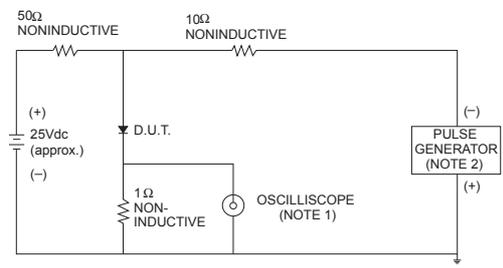 50Ω
NONINDUCTIVE
10Ω
NONINDUCTIVE
(+)
25Vdc
(approx.)
(−)
D.U.T.
1Ω
NON-
INDUCTIVE
OSCILLISCOPE
(NOTE 1)
(−)
PULSE
GENERATOR
(NOTE 2)
(+)